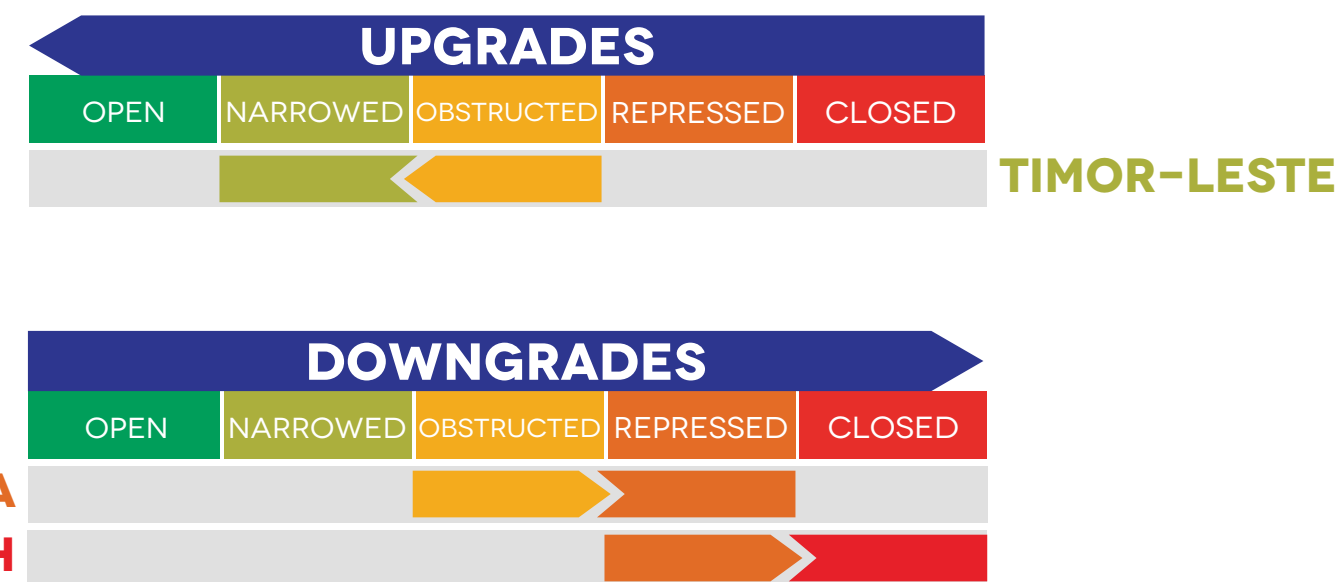 UPGRADES
OPEN NARROWED OBSTRUCTED REPRESSED CLOSED
TIMOR-LESTE
DOWNGRADES
OPEN NARROWED OBSTRUCTED REPRESSED CLOSED
A
H